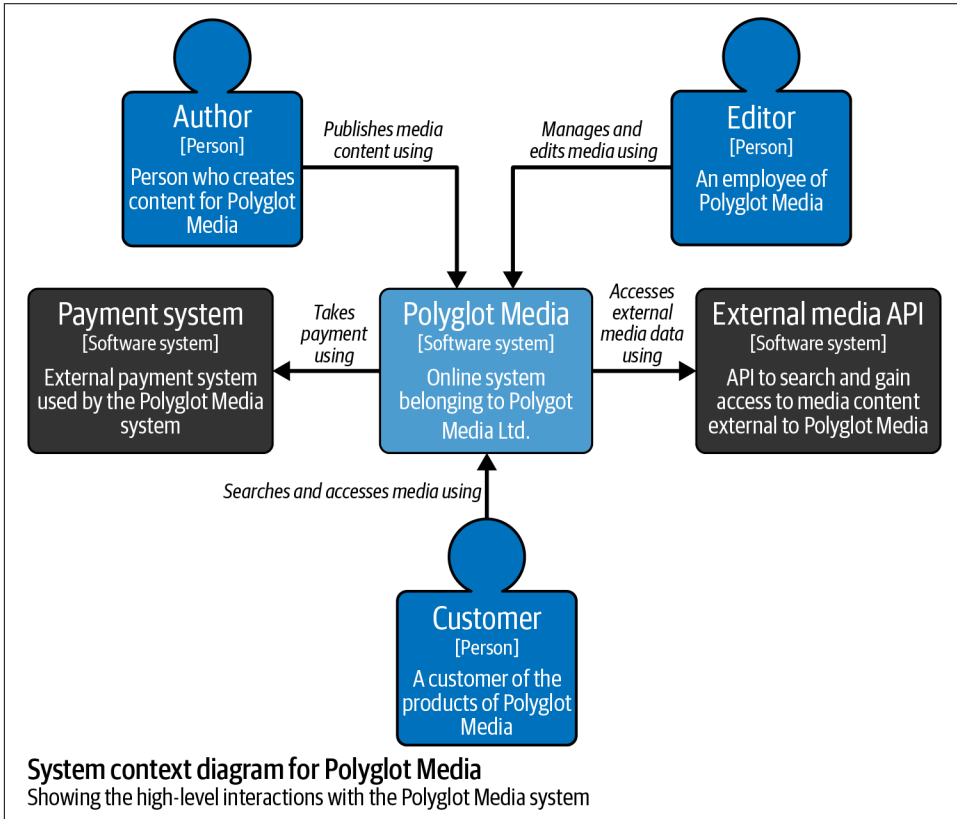 Author
[Person]
Person who creates
content for Polyglot
Media
Publishes media
content using
Manages and
edits media using
Editor
[Person]
An employee of
Polyglot Media
Payment system
[Software system]
External payment system
used by the Polyglot Media
system
Takes
payment
using
Polyglot Media
[Software system]
Online system
belonging to Polygot
Media Ltd.
Accesses
external
media data
using
External media API
[Software system]
API to search and gain
access to media content
external to Polyglot Media
Searches and accesses media using
Customer
[Person]
A customer of the
products of Polyglot
Media
System context diagram for Polyglot Media
Showing the high-level interactions with the Polyglot Media system